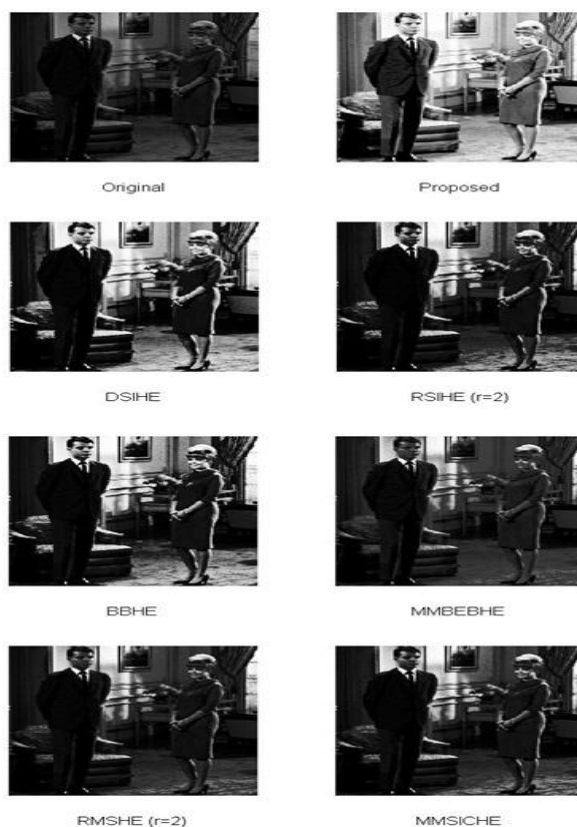 Original
Proposed
DSIHE
RSIHE (r=2)
BBHE
MMBEBHE
RMSHE (r=2)
MMSICHE